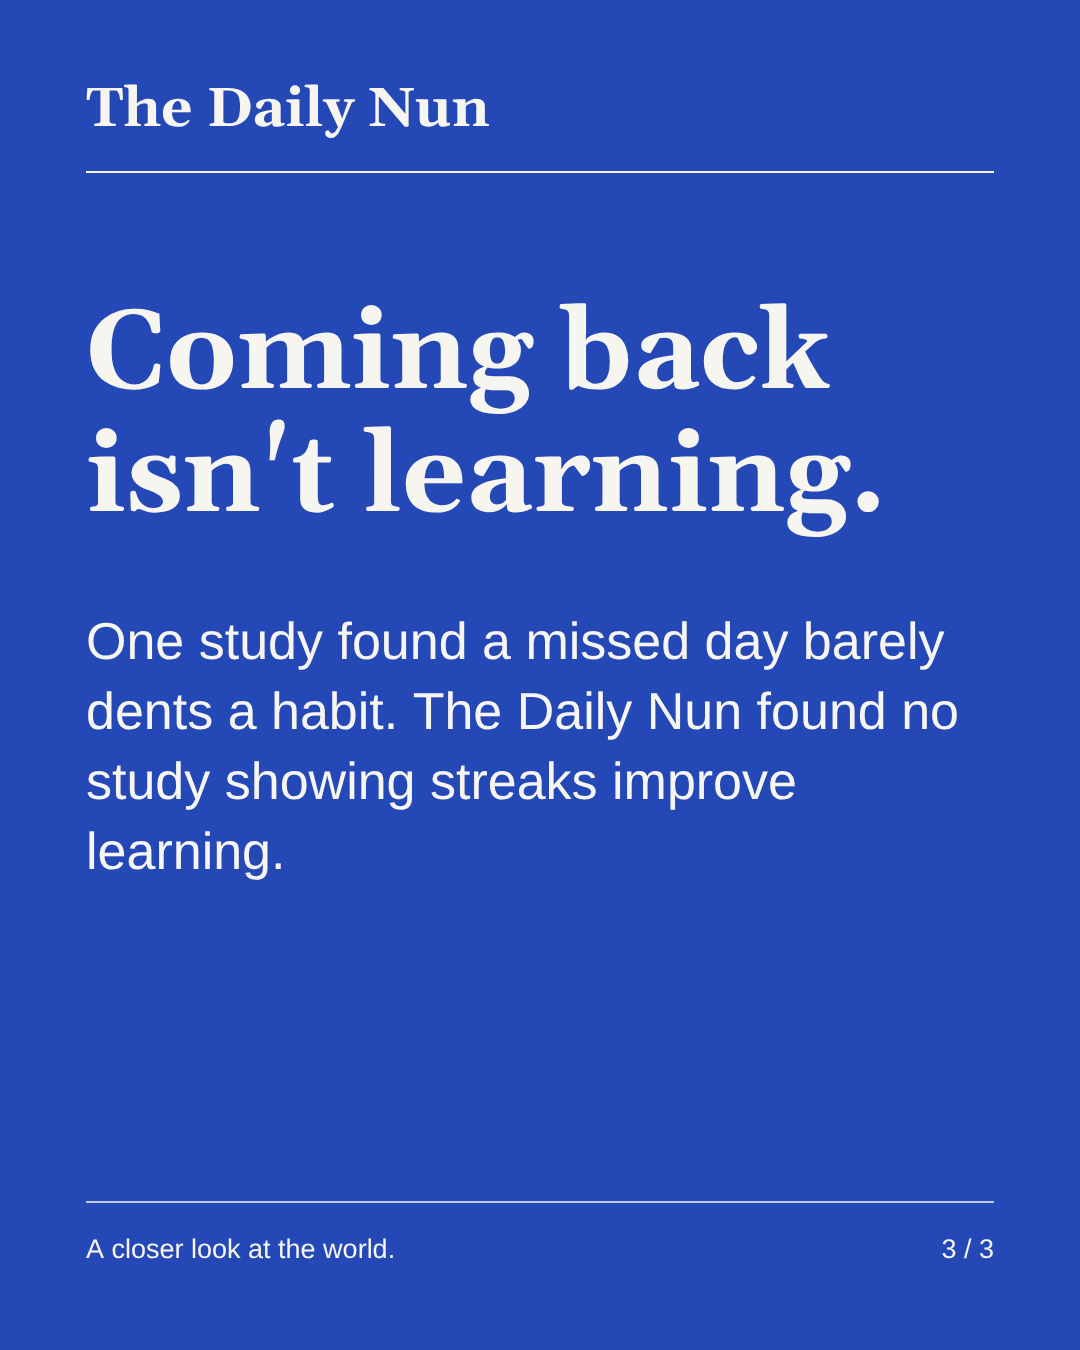 The Daily Nun
Coming back
isn't learning.
One study found a missed day barely
dents a habit. The Daily Nun found no
study showing streaks improve
learning.
A closer look at the world.
3 / 3